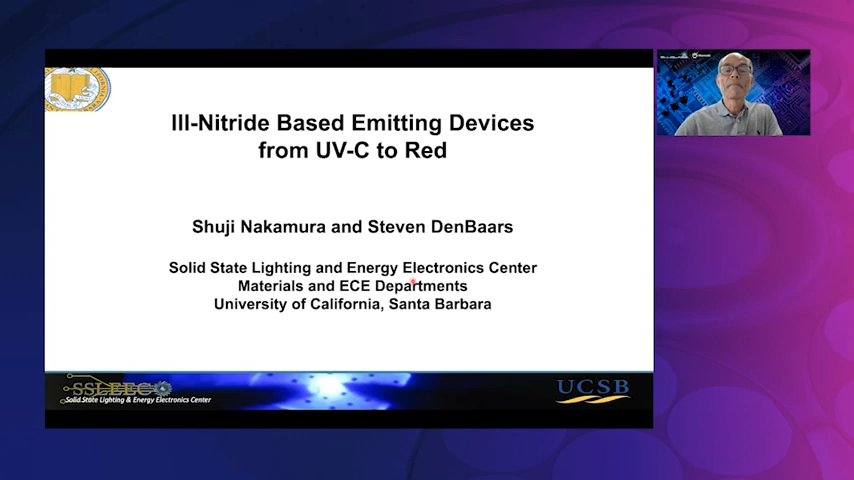 III-Nitride Based Emitting Devices
from UV-C to Red
Shuji Nakamura and Steven DenBaars
Solid State Lighting and Energy Electronics Center
Materials and ECE Departments
University of California, Santa Barbara
SSLEEC
Solid State Lighting & Energy Electronics Center
UCSB